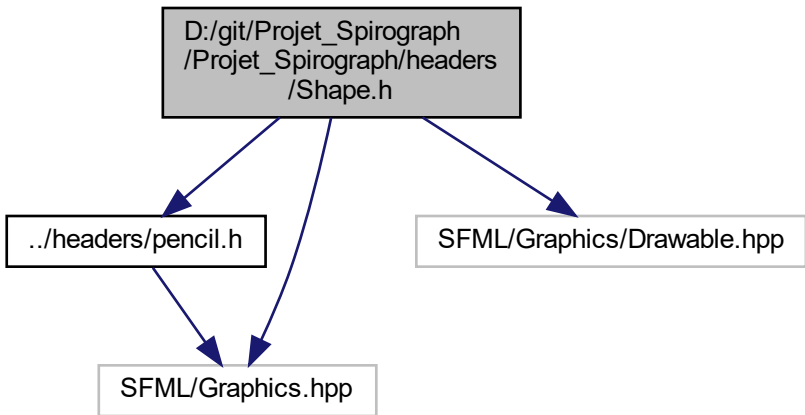 D:/git/Projet_Spirograph
/Projet_Spirograph/headers
/Shape.h
../headers/pencil.h
SFML/Graphics/Drawable.hpp
SFML/Graphics.hpp